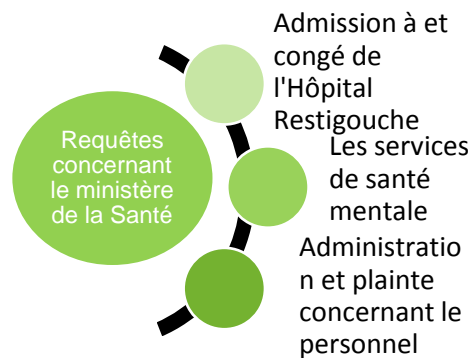 Requêtes
concernant
le ministère
de la Santé
Admission à et
congé de
l'Hôpital
Restigouche
Les services
de santé
mentale
Administratio
n et plainte
concernant le
personnel